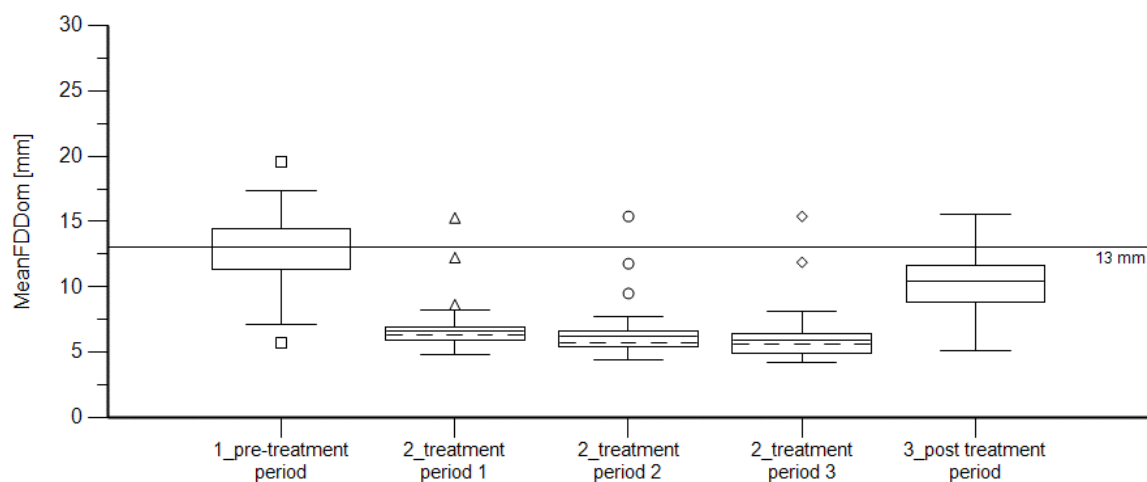 MeanFDDom [mm]
30
25
20
15
10
5
0
13 mm
1_pre-treatment
period
2_treatment
period 1
2_treatment
period 2
2_treatment
period 3
3_post treatment
period